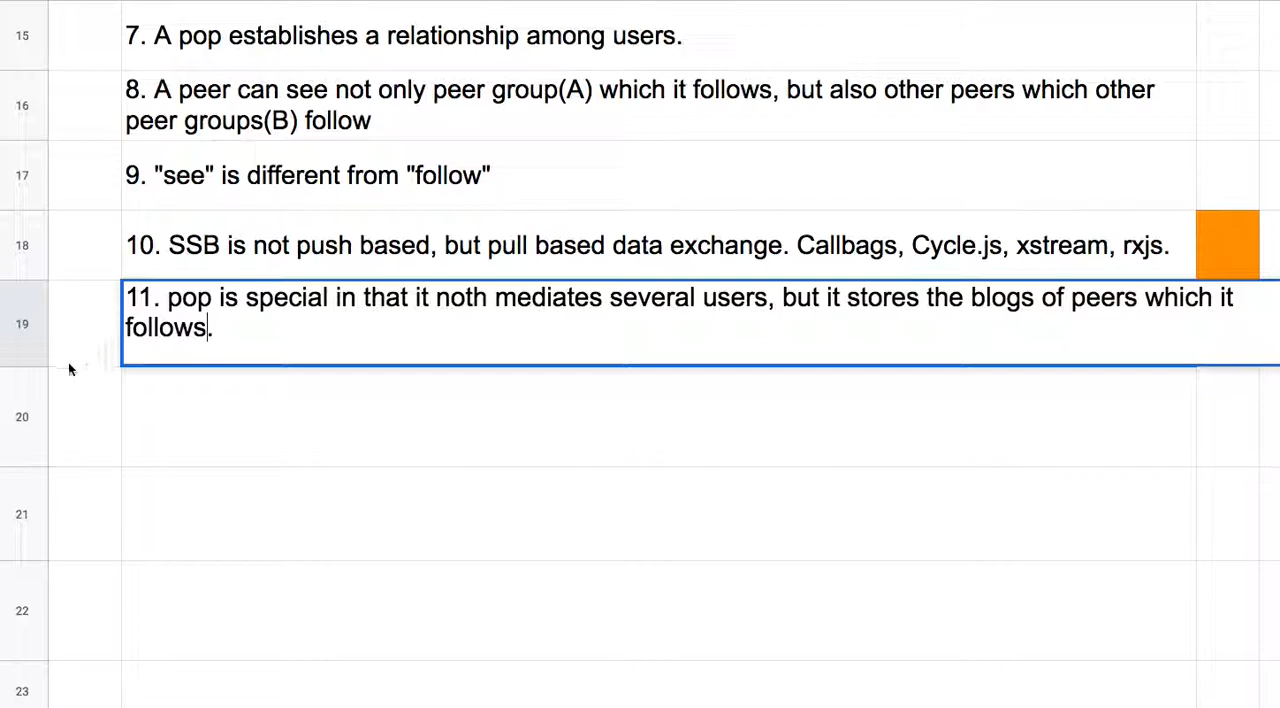 15
7. A pop establishes a relationship among users.
16
8. A peer can see not only peer group(A) which it follows, but also other peers which other
peer groups(B) follow
17
9. "see" is different from "follow"
18
10. SSB is not push based, but pull based data exchange. Callbags, Cycle.js, xstream, rxjs.
19
11. pop is special in that it noth mediates several users, but it stores the blogs of peers which it
follows.
20
21
22
23